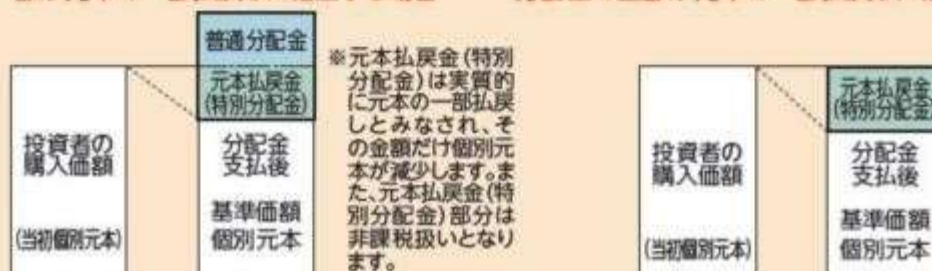 普通分配金
元本払戻金
(特別分配金)
投資者の
購入価額
(当初個別元本)
分配金
支払後
基準価額
個別元本
※元本払戻金(特別
分配金)は実質的
に元本の一部払戻
しとみなされ、そ
の金額だけ個別元
本が減少します。ま
た、元本払戻金(特
別分配金)部分は
非課税扱いとなり
ます。
投資者の
購入価額
(当初個別元本)
元本払戻金
(特別分配金)
分配金
支払後
基準価額
個別元本